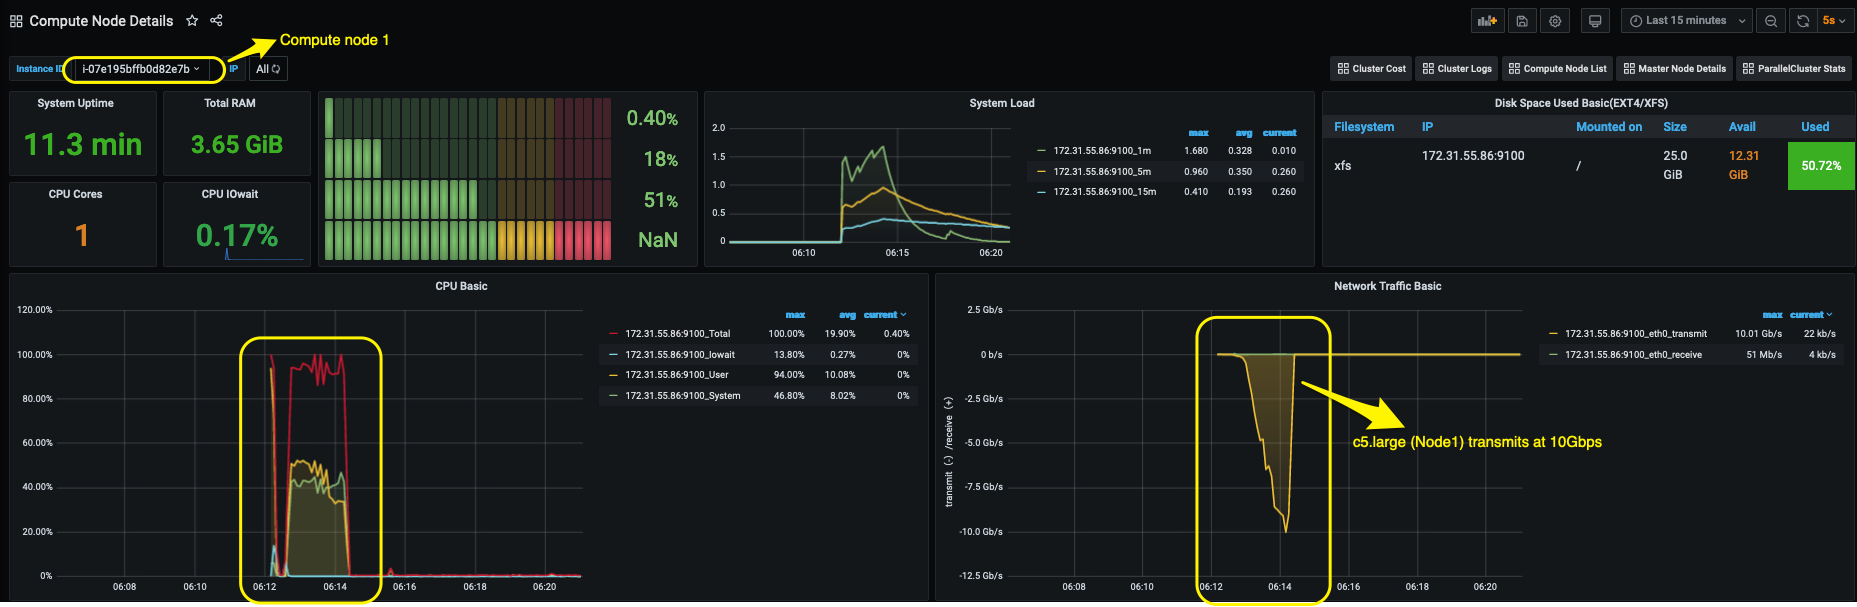 Compute Node Details
Last 15 minutes
5s
Compute node 1
Instance ID
i-07e195bffb0d82e7b
IP
All
Cluster Cost
Cluster Logs
Compute Node List
Master Node Details
ParallelCluster Stats
System Uptime
11.3 min
Total RAM
3.65 GiB
CPU Cores
1
CPU IOwait
0.17%
0.40%
18%
51%
NaN
System Load
2.0
1.5
1.0
0.5
0
06:10 06:15 06:20
max avg current
172.31.55.86:9100_1m 1.680 0.328 0.010
172.31.55.86:9100_5m 0.960 0.350 0.260
172.31.55.86:9100_15m 0.410 0.193 0.260
Disk Space Used Basic(EXT4/XFS)
Filesystem IP Mounted on Size Avail Used
xfs 172.31.55.86:9100 / 25.0 GiB 12.31 GiB 50.72%
CPU Basic
120.00%
100.00%
80.00%
60.00%
40.00%
20.00%
0%
06:08 06:10 06:12 06:14 06:16 06:18 06:20
max avg current
172.31.55.86:9100_Total 100.00% 19.90% 0.40%
172.31.55.86:9100_Iowait 13.80% 0.27% 0%
172.31.55.86:9100_User 94.00% 10.08% 0%
172.31.55.86:9100_System 46.80% 8.02% 0%
Network Traffic Basic
transmit (-) /receive (+)
2.5 Gb/s
0 b/s
-2.5 Gb/s
-5.0 Gb/s
-7.5 Gb/s
-10.0 Gb/s
-12.5 Gb/s
06:08 06:10 06:12 06:14 06:16 06:18 06:20
max current
172.31.55.86:9100_eth0_transmit 10.01 Gb/s 22 kb/s
172.31.55.86:9100_eth0_receive 51 Mb/s 4 kb/s
c5.large (Node1) transmits at 10Gbps